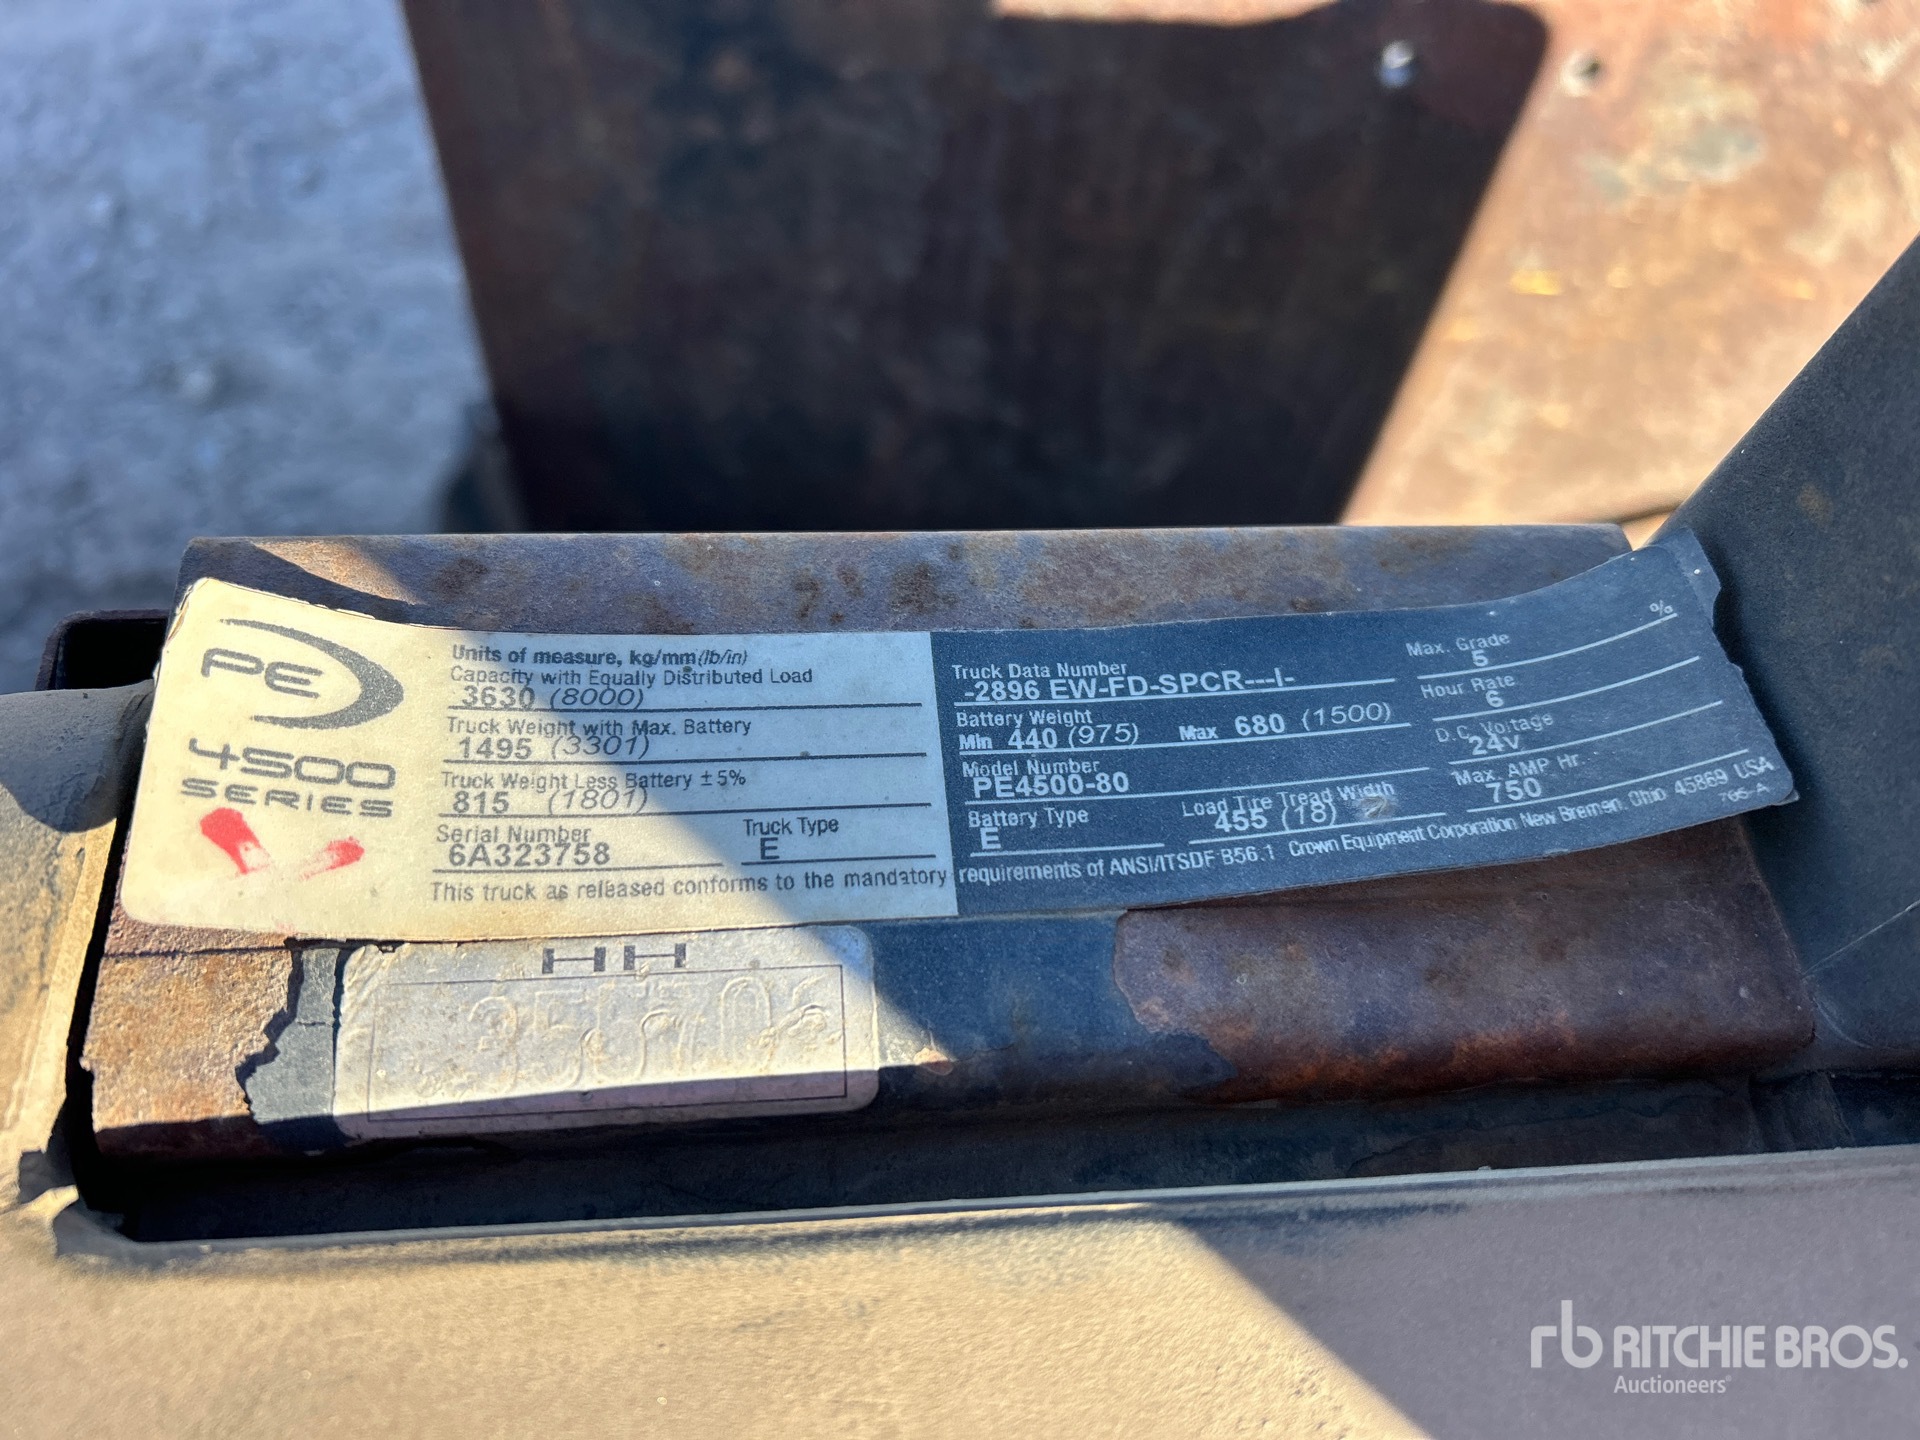 PE
4500
SERIES
Units of measure, kg/mm (lb/in)
Capacity with Equally Distributed Load
3630 (8000)
Truck Weight with Max. Battery
1495 (3301)
Truck Weight Less Battery ±5%
815 (1801)
Serial Number Truck Type
6A323758 E
Truck Data Number
-2896 EW-FD-SPCR---I-
Battery Weight
Min 440 (975) Max 680 (1500)
Model Number
PE4500-80
Battery Type Load Tire Tread Width
E 455 (18)
Max. Grade %
5
Hour Rate
6
D.C. Voltage
24V
Max. AMP Hr.
750
This truck as released conforms to the mandatory requirements of ANSI/ITSDF B56.1 Crown Equipment Corporation New Bremen, Ohio 45869 USA
765-A
rb RITCHIE BROS.
Auctioneers